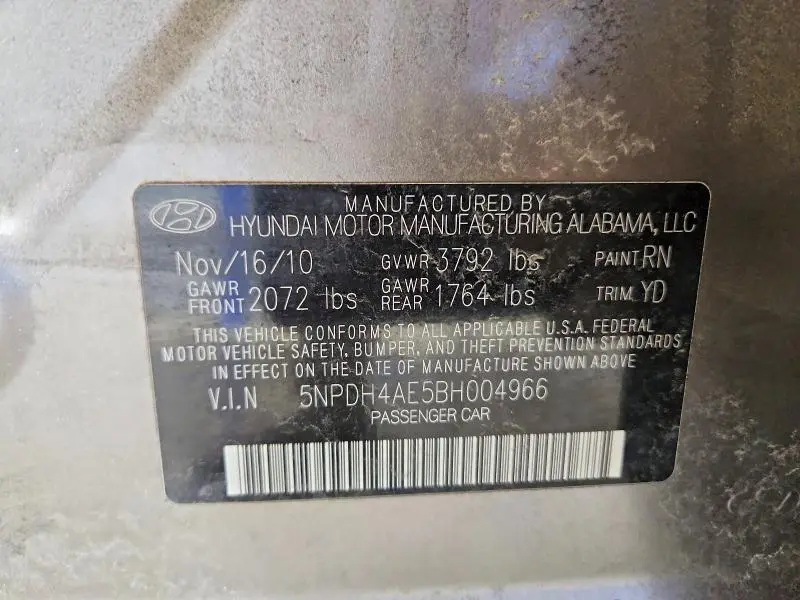 MANUFACTURED BY
HYUNDAI MOTOR MANUFACTURING ALABAMA, LLC
Nov/16/10 GVWR 3792 lbs PAINT RN
GAWR FRONT 2072 lbs GAWR REAR 1764 lbs TRIM YD
THIS VEHICLE CONFORMS TO ALL APPLICABLE U.S.A. FEDERAL
MOTOR VEHICLE SAFETY, BUMPER, AND THEFT PREVENTION STANDARDS
IN EFFECT ON THE DATE OF MANUFACTURE SHOWN ABOVE
V.I.N 5NPDH4AE5BH004966
PASSENGER CAR